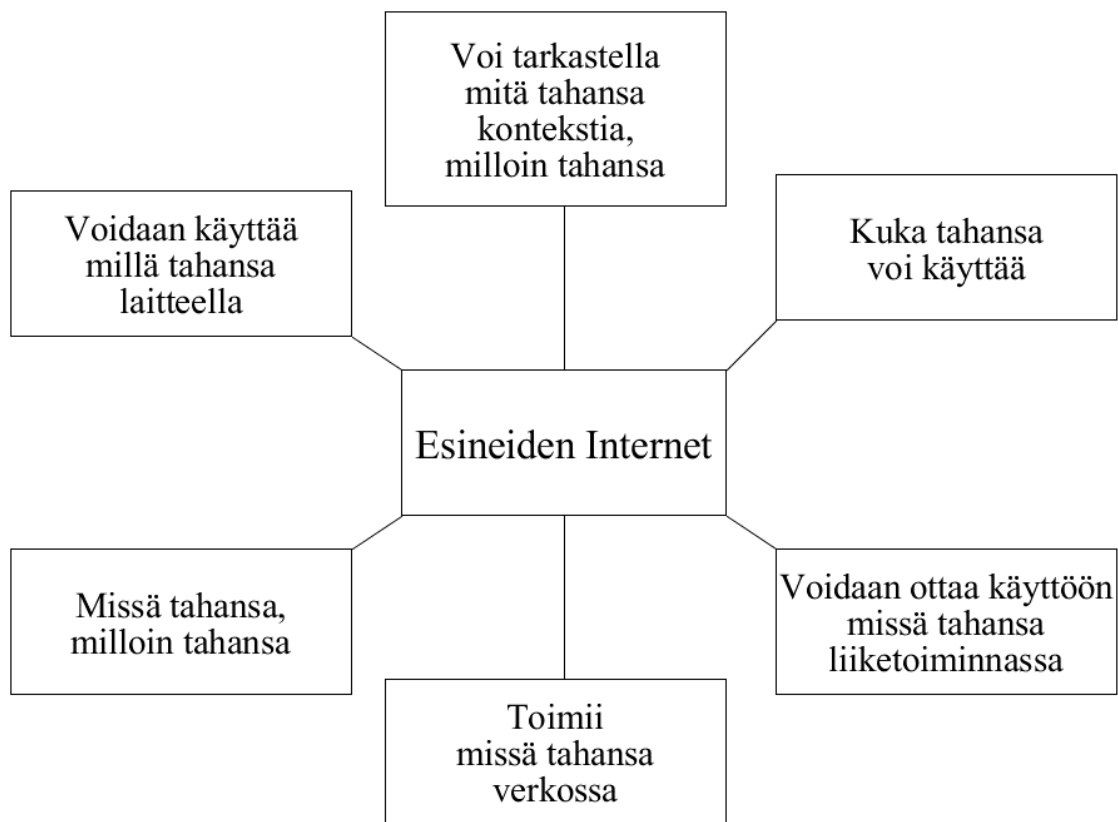 Voi tarkastella
mitä tahansa
kontekstia,
milloin tahansa
Voidaan käyttää
millä tahansa
laitteella
Kuka tahansa
voi käyttää
Esineiden Internet
Missä tahansa,
milloin tahansa
Voidaan ottaa käyttöön
missä tahansa
liiketoiminnassa
Toimii
missä tahansa
verkossa